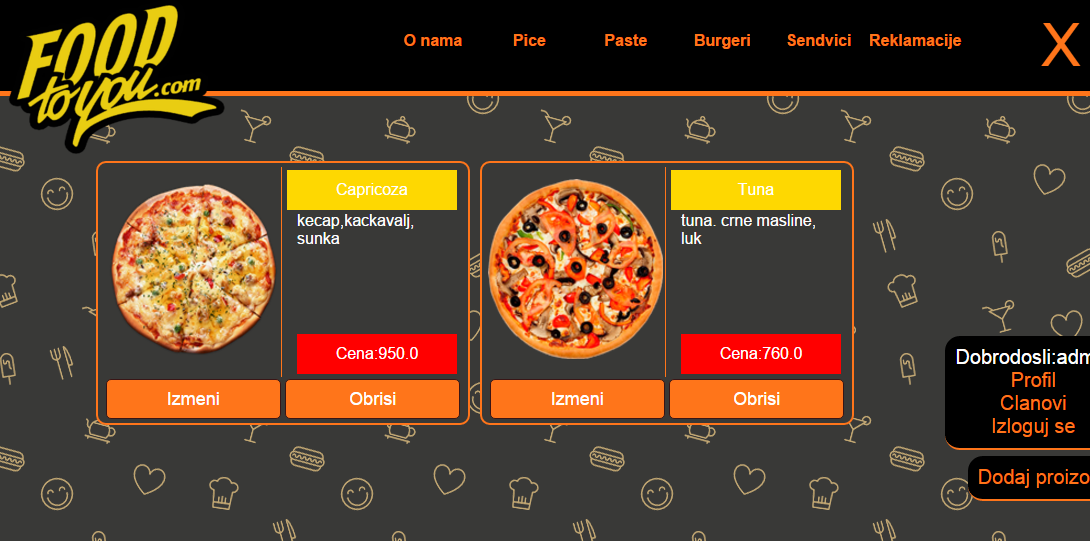 FOOD
to you.com
O nama Pice Paste Burgeri Sendvici Reklamacije X
Capricoza
kecap,kackavalj,
sunka
Cena:950.0
Izmeni Obrisi
Tuna
tuna. crne masline,
luk
Cena:760.0
Izmeni Obrisi
Dobrodosli:adm
Profil
Clanovi
Izloguj se
Dodaj proizo